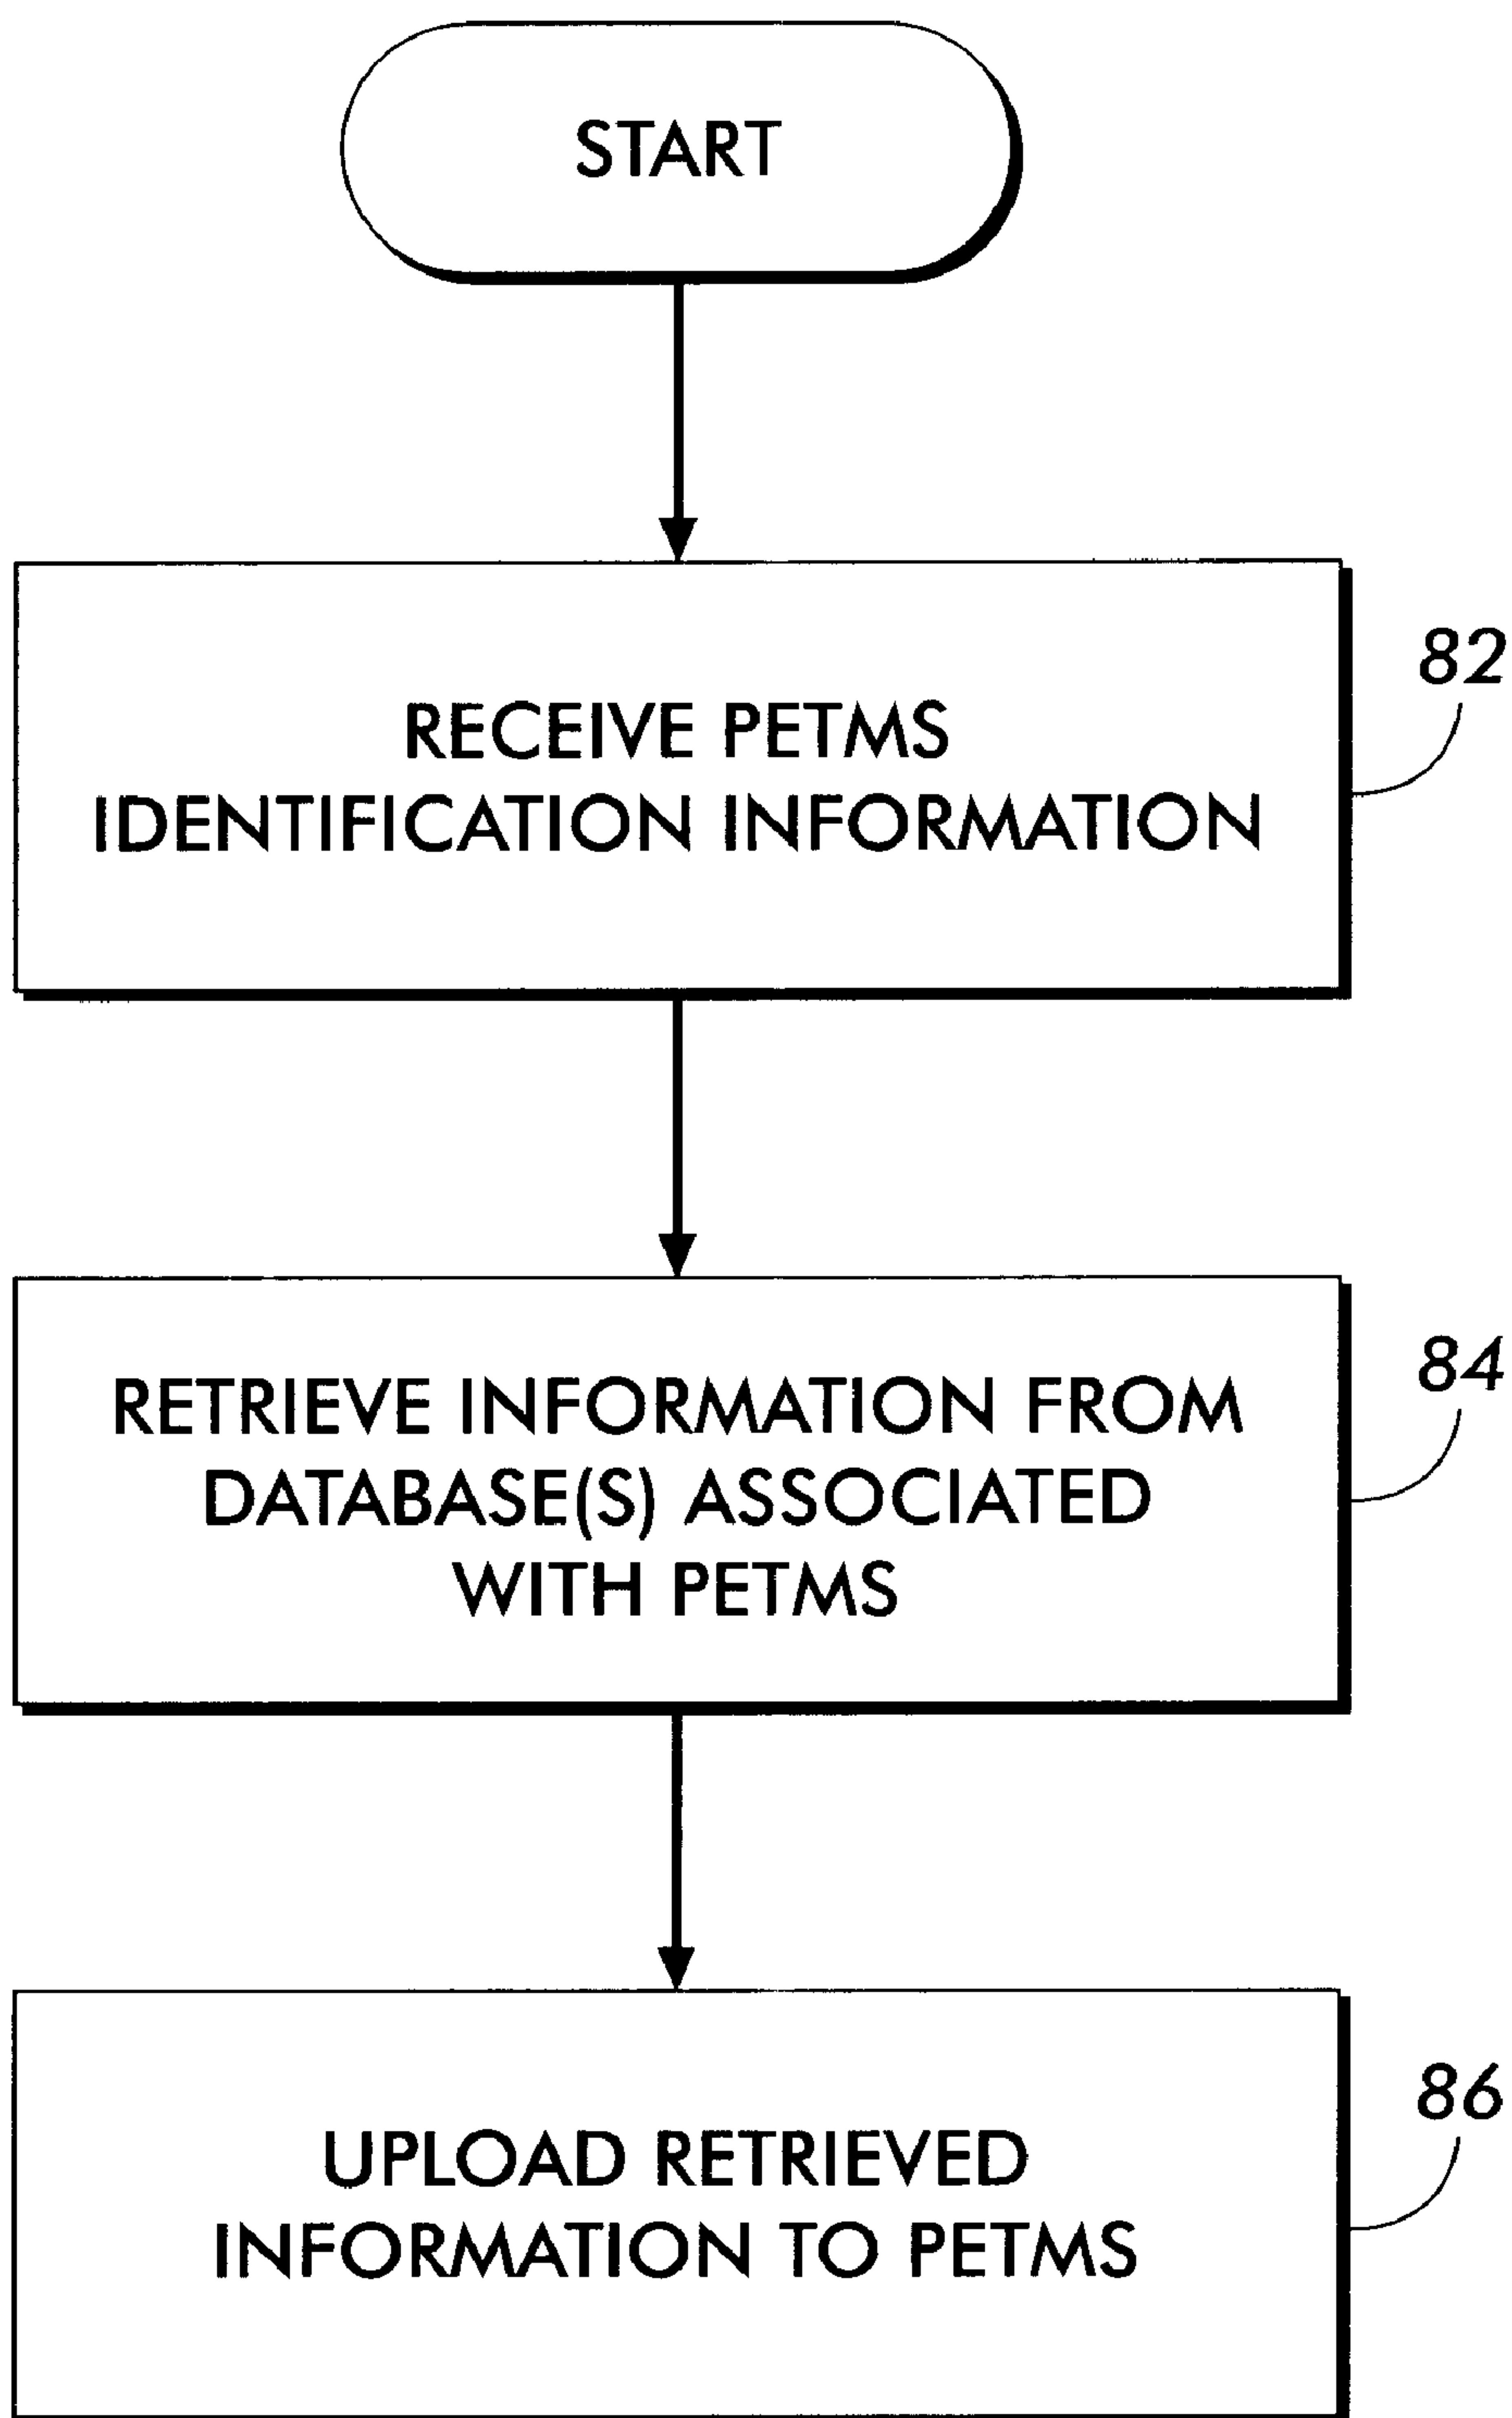 START
RECEIVE PETMS
IDENTIFICATION INFORMATION
82
RETRIEVE INFORMATION FROM
DATABASE(S) ASSOCIATED
WITH PETMS
84
UPLOAD RETRIEVED
INFORMATION TO PETMS
86